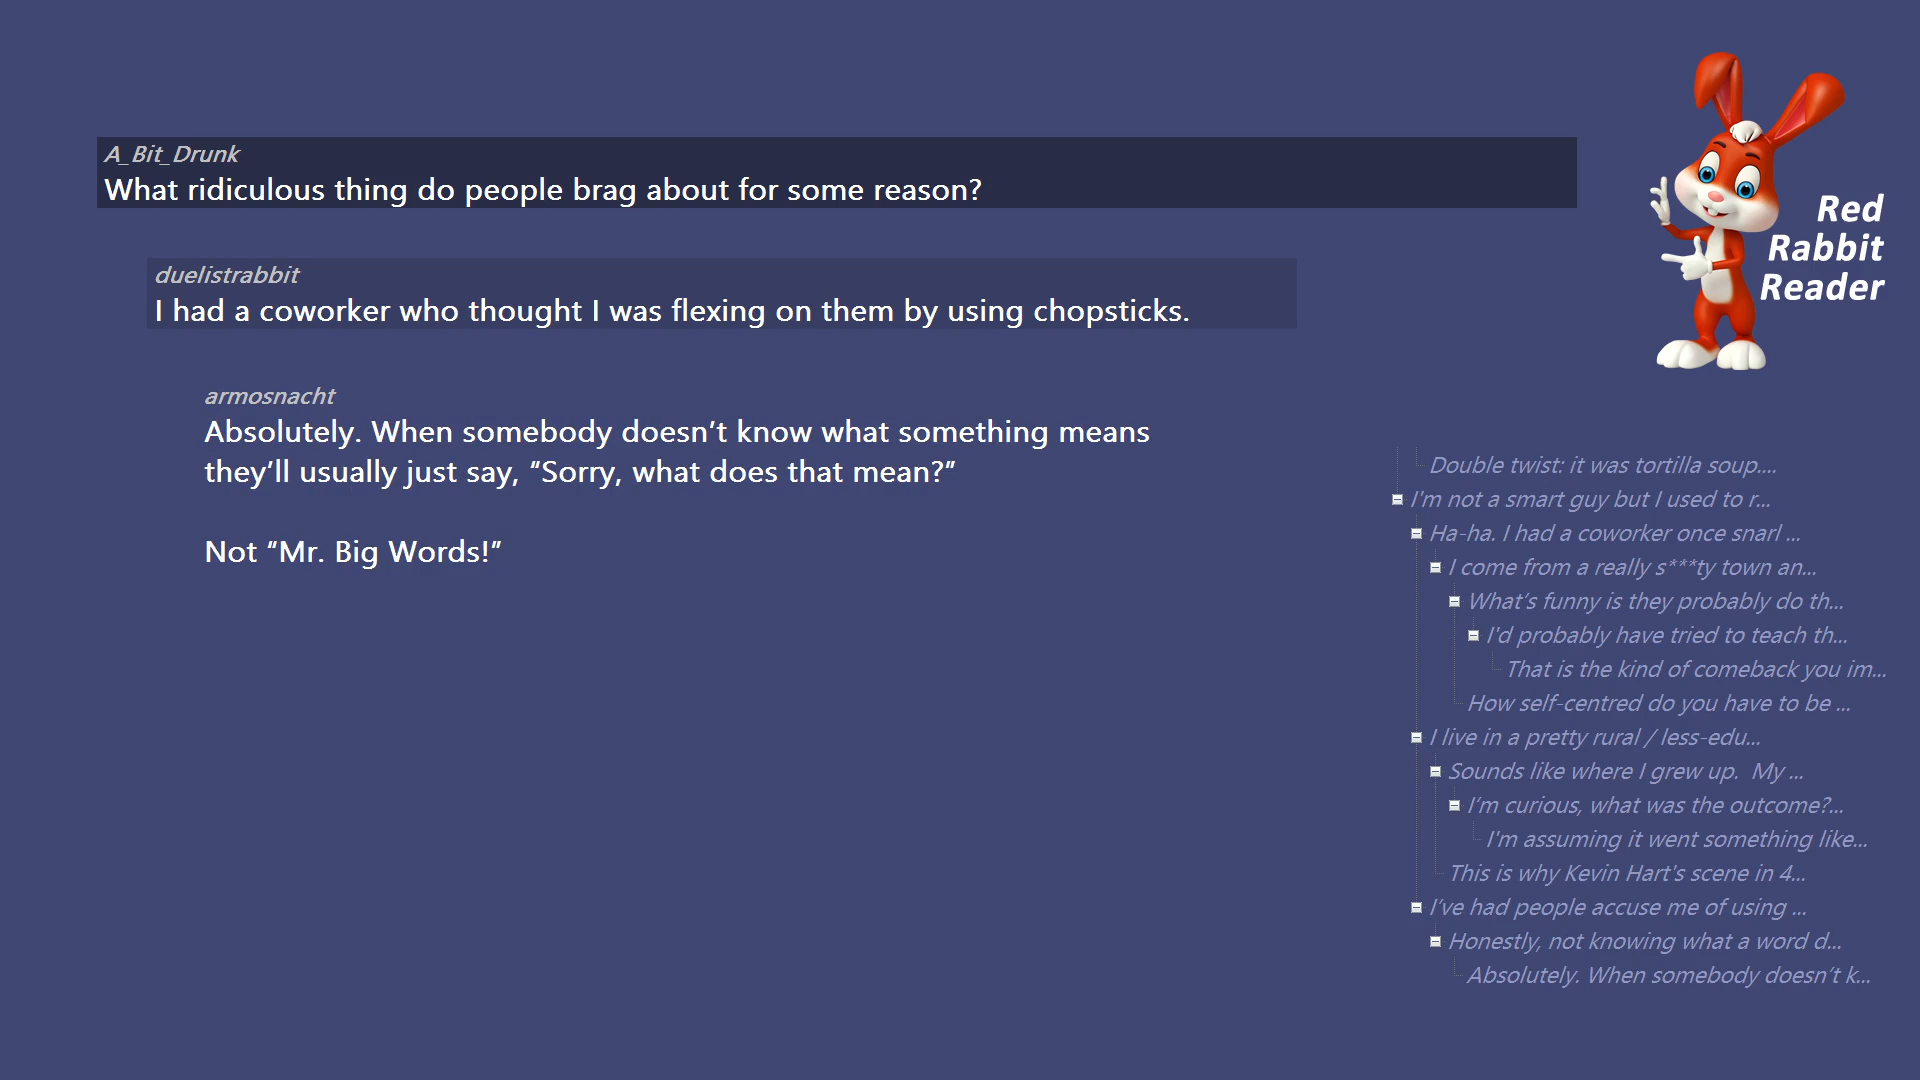 A_Bit_Drunk
What ridiculous thing do people brag about for some reason?
duelistrabbit
I had a coworker who thought I was flexing on them by using chopsticks.
armosnacht
Absolutely. When somebody doesn’t know what something means
they’ll usually just say, “Sorry, what does that mean?”
Not “Mr. Big Words!”
Red
Rabbit
Reader
Double twist: it was tortilla soup....
I'm not a smart guy but I used to r...
Ha-ha. I had a coworker once snarl ...
I come from a really s***ty town an...
What’s funny is they probably do th...
I'd probably have tried to teach th...
That is the kind of comeback you im...
How self-centred do you have to be ...
I live in a pretty rural / less-edu...
Sounds like where I grew up.  My ...
I’m curious, what was the outcome?...
I'm assuming it went something like...
This is why Kevin Hart's scene in 4...
I’ve had people accuse me of using ...
Honestly, not knowing what a word d...
Absolutely. When somebody doesn’t k...